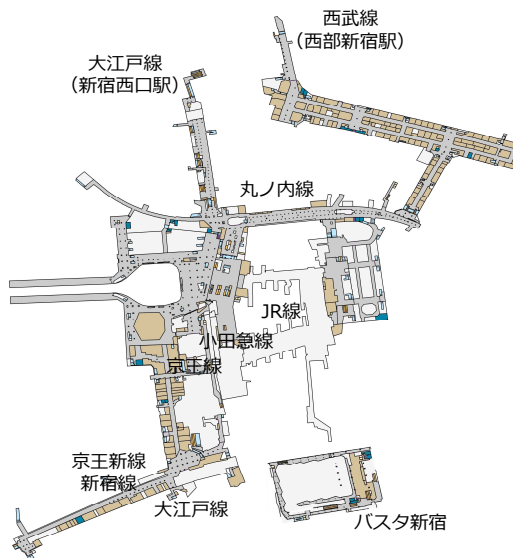 西武線
（西部新宿駅）
大江戸線
（新宿西口駅）
丸ノ内線
JR線
小田急線
京王線
京王新線
新宿線
大江戸線
バスタ新宿